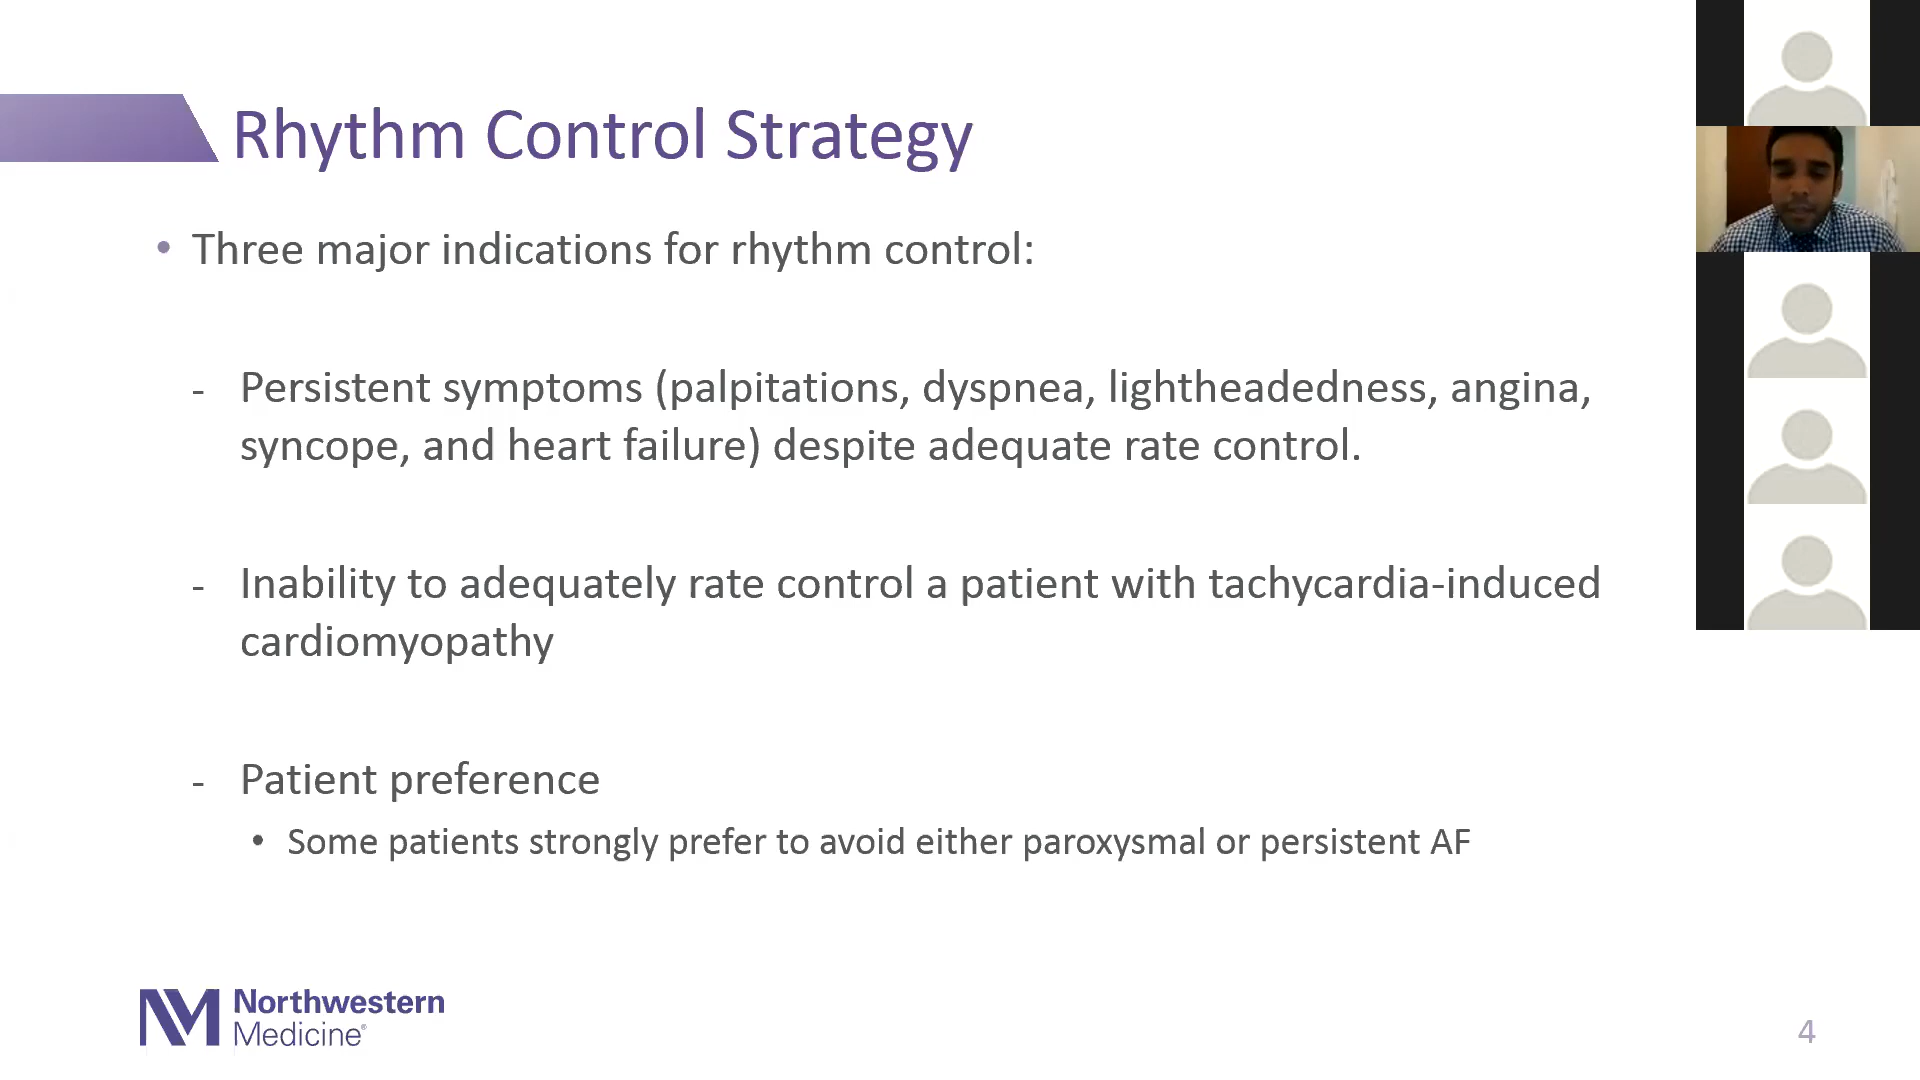 Rhythm Control Strategy
• Three major indications for rhythm control:
- Persistent symptoms (palpitations, dyspnea, lightheadedness, angina,
syncope, and heart failure) despite adequate rate control.
- Inability to adequately rate control a patient with tachycardia-induced
cardiomyopathy
- Patient preference
• Some patients strongly prefer to avoid either paroxysmal or persistent AF
NM Northwestern
Medicine®
4